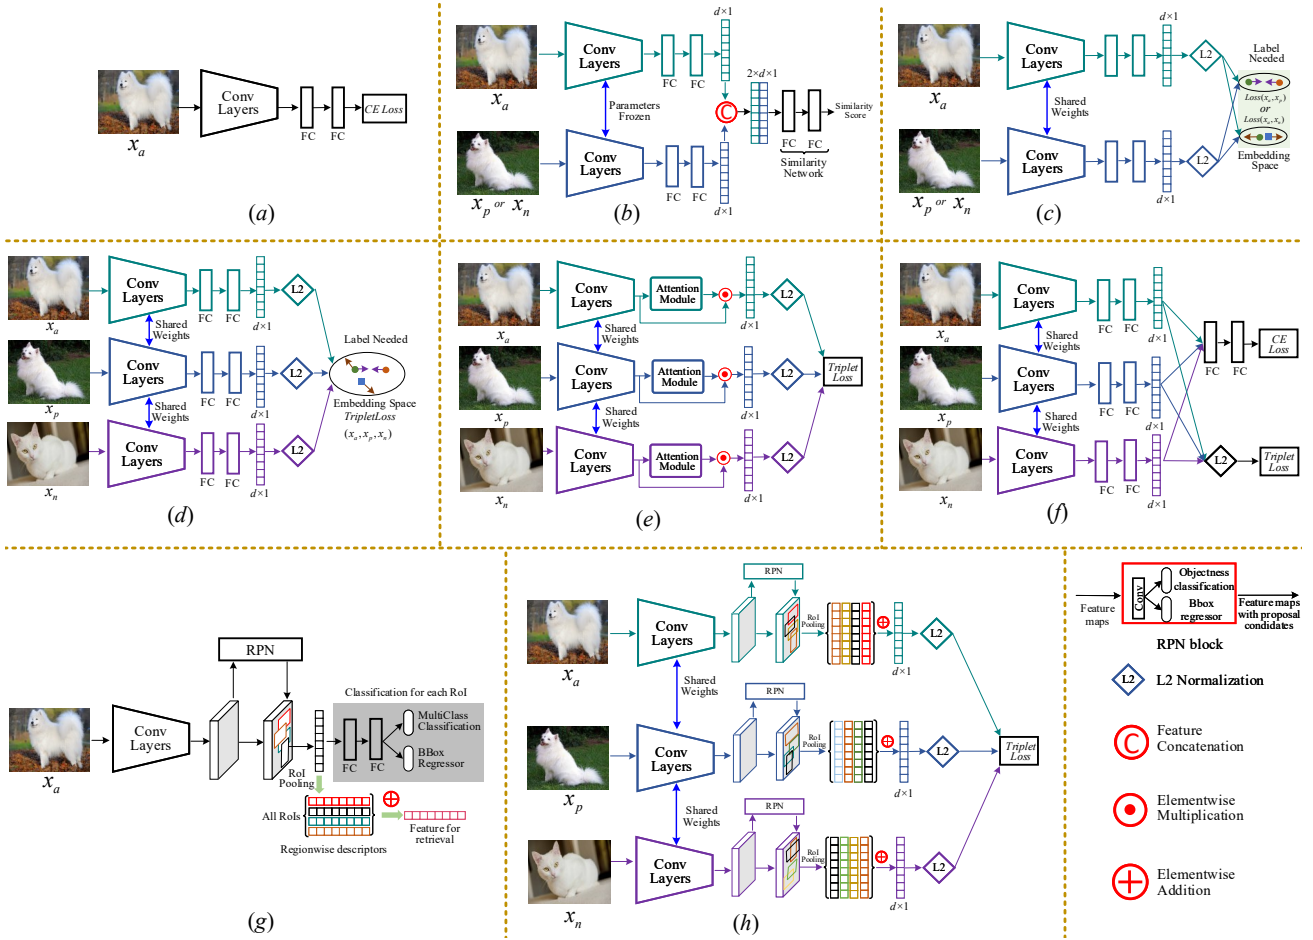 Conv
Layers
FC
FC
CE Loss
x_a
(a)
d×1
Conv
Layers
FC
FC
x_a
Parameters
Frozen
2×d×1
C
Similarity
Score
FC
FC
Similarity
Network
Conv
Layers
FC
FC
d×1
x_p or x_n
(b)
d×1
Conv
Layers
L2
x_a
Shared
Weights
Label
Needed
Loss(x_a, x_p)
or
Loss(x_a, x_n)
Embedding
Space
Conv
Layers
L2
d×1
x_p or x_n
(c)
Conv
Layers
FC
FC
d×1
L2
x_a
Shared
Weights
Conv
Layers
FC
FC
d×1
L2
x_p
Shared
Weights
Label Needed
Embedding Space
TripletLoss
(x_a, x_p, x_n)
Conv
Layers
FC
FC
d×1
L2
x_n
(d)
Conv
Layers
Attention
Module
d×1
L2
x_a
Shared
Weights
Conv
Layers
Attention
Module
d×1
L2
Triplet
Loss
x_p
Shared
Weights
Conv
Layers
Attention
Module
d×1
L2
x_n
(e)
Conv
Layers
FC
FC
d×1
x_a
Shared
Weights
FC
FC
CE
Loss
Conv
Layers
FC
FC
d×1
x_p
Shared
Weights
Conv
Layers
FC
FC
d×1
L2
Triplet
Loss
x_n
(f)
RPN
Conv
Layers
x_a
RoI
Pooling
Classification for each RoI
FC
FC
MultiClass
Classification
BBox
Regressor
All RoIs
Regionwise descriptors
Feature for
retrieval
(g)
RPN
Conv
Layers
RoI
Pooling
d×1
L2
x_a
Shared
Weights
RPN
Conv
Layers
RoI
Pooling
d×1
L2
Triplet
Loss
x_p
Shared
Weights
RPN
Conv
Layers
RoI
Pooling
d×1
L2
x_n
(h)
Feature
maps
Conv
Objectness
classification
Bbox
regressor
Feature maps
with proposal
candidates
RPN block
L2
L2 Normalization
C
Feature
Concatenation
Elementwise
Multiplication
Elementwise
Addition